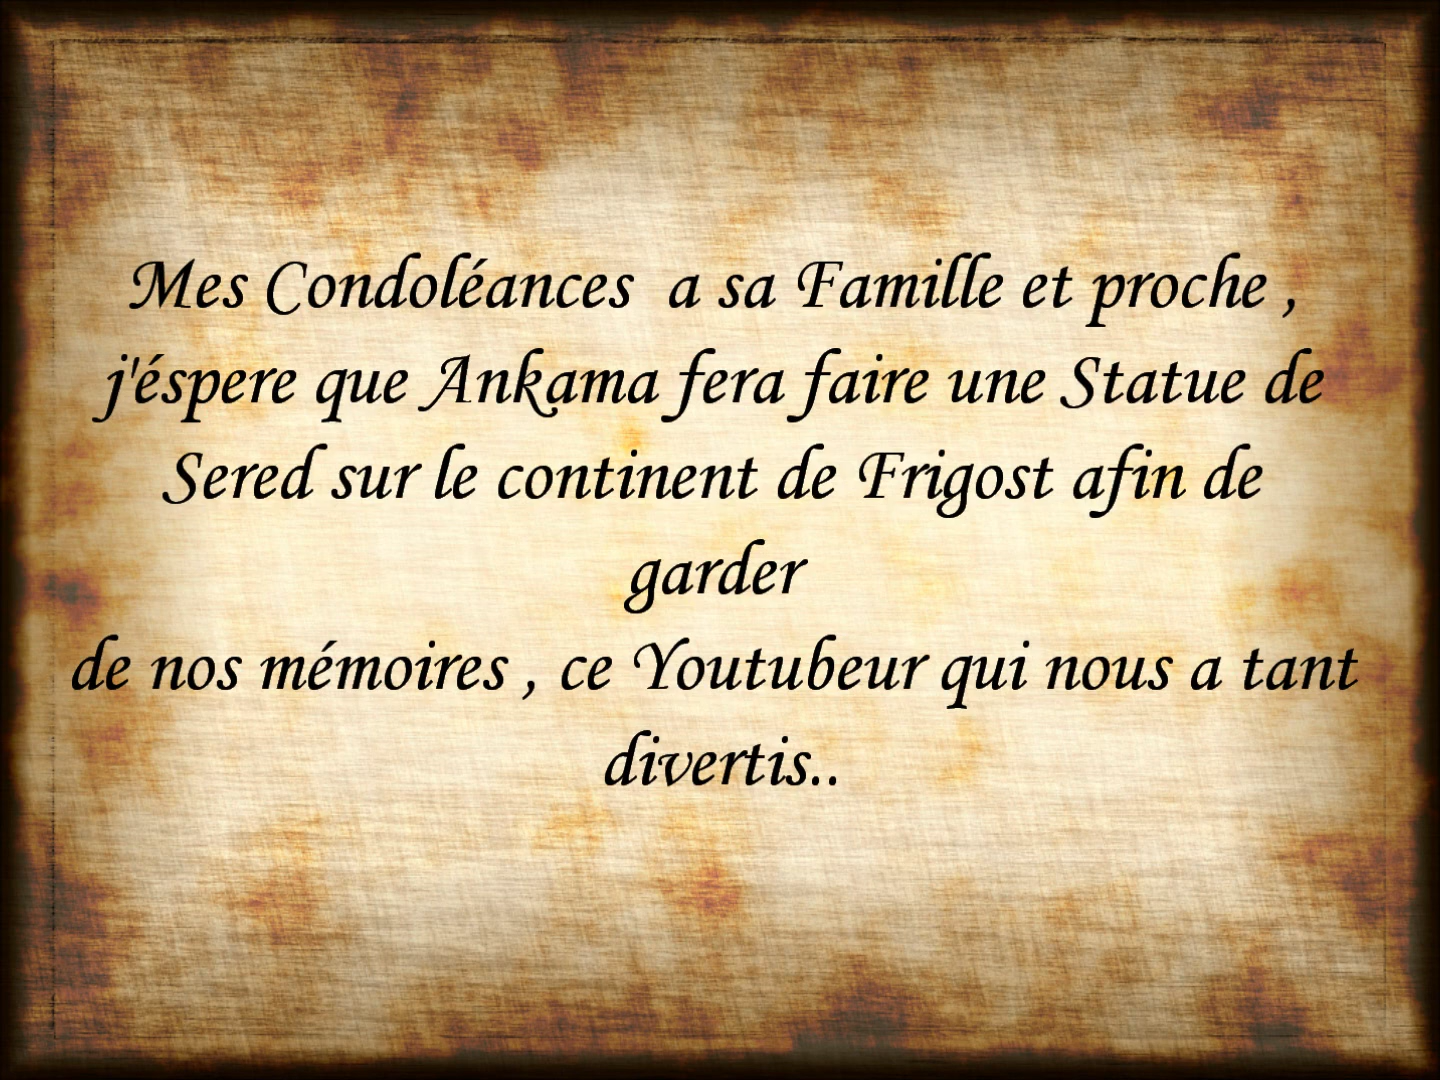 Mes Condoléances  a sa Famille et proche ,
j'éspere que Ankama fera faire une Statue de
Sered sur le continent de Frigost afin de
garder
de nos mémoires , ce Youtubeur qui nous a tant
divertis..